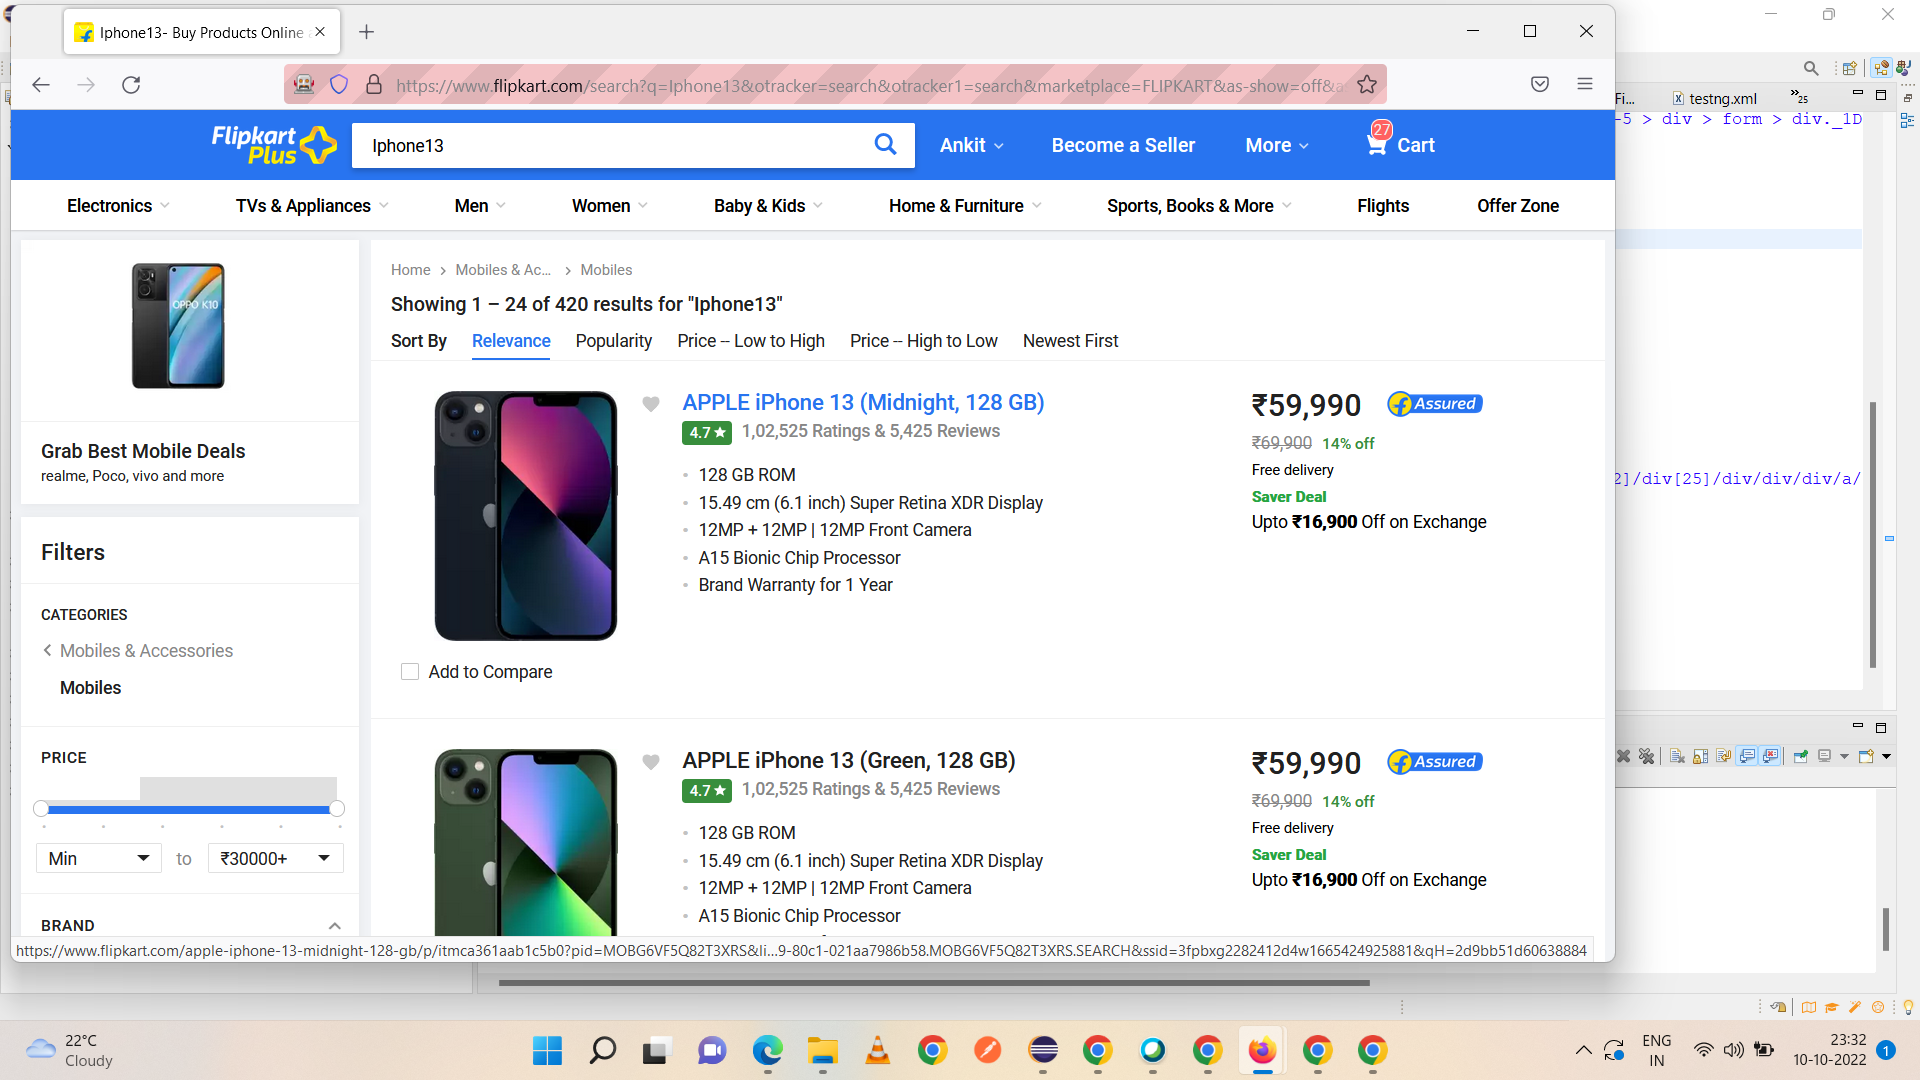 Iphone13- Buy Products Online
https://www.flipkart.com/search?q=Iphone13&otracker=search&otracker1=search&marketplace=FLIPKART&as-show=off&a
Fi... testng.xml »25
-5 > div > form > div._1D
Flipkart
Plus
Iphone13
Ankit
Become a Seller
More
27
Cart
Electronics
TVs & Appliances
Men
Women
Baby & Kids
Home & Furniture
Sports, Books & More
Flights
Offer Zone
OPPO K10
Grab Best Mobile Deals
realme, Poco, vivo and more
Filters
CATEGORIES
Mobiles & Accessories
Mobiles
PRICE
Min to ₹30000+
BRAND
Home > Mobiles & Ac... > Mobiles
Showing 1 – 24 of 420 results for "Iphone13"
Sort By Relevance Popularity Price -- Low to High Price -- High to Low Newest First
APPLE iPhone 13 (Midnight, 128 GB)
4.7★ 1,02,525 Ratings & 5,425 Reviews
128 GB ROM
15.49 cm (6.1 inch) Super Retina XDR Display
12MP + 12MP | 12MP Front Camera
A15 Bionic Chip Processor
Brand Warranty for 1 Year
₹59,990 Assured
₹69,900 14% off
Free delivery
Saver Deal
Upto ₹16,900 Off on Exchange
Add to Compare
APPLE iPhone 13 (Green, 128 GB)
4.7★ 1,02,525 Ratings & 5,425 Reviews
128 GB ROM
15.49 cm (6.1 inch) Super Retina XDR Display
12MP + 12MP | 12MP Front Camera
A15 Bionic Chip Processor
₹59,990 Assured
₹69,900 14% off
Free delivery
Saver Deal
Upto ₹16,900 Off on Exchange
2]/div[25]/div/div/div/a/
https://www.flipkart.com/apple-iphone-13-midnight-128-gb/p/itmca361aab1c5b0?pid=MOBG6VF5Q82T3XRS&li...9-80c1-021aa7986b58.MOBG6VF5Q82T3XRS.SEARCH&ssid=3fpbxg2282412d4w1665424925881&qH=2d9bb51d60638884
22°C
Cloudy
ENG
IN
23:32
10-10-2022
1